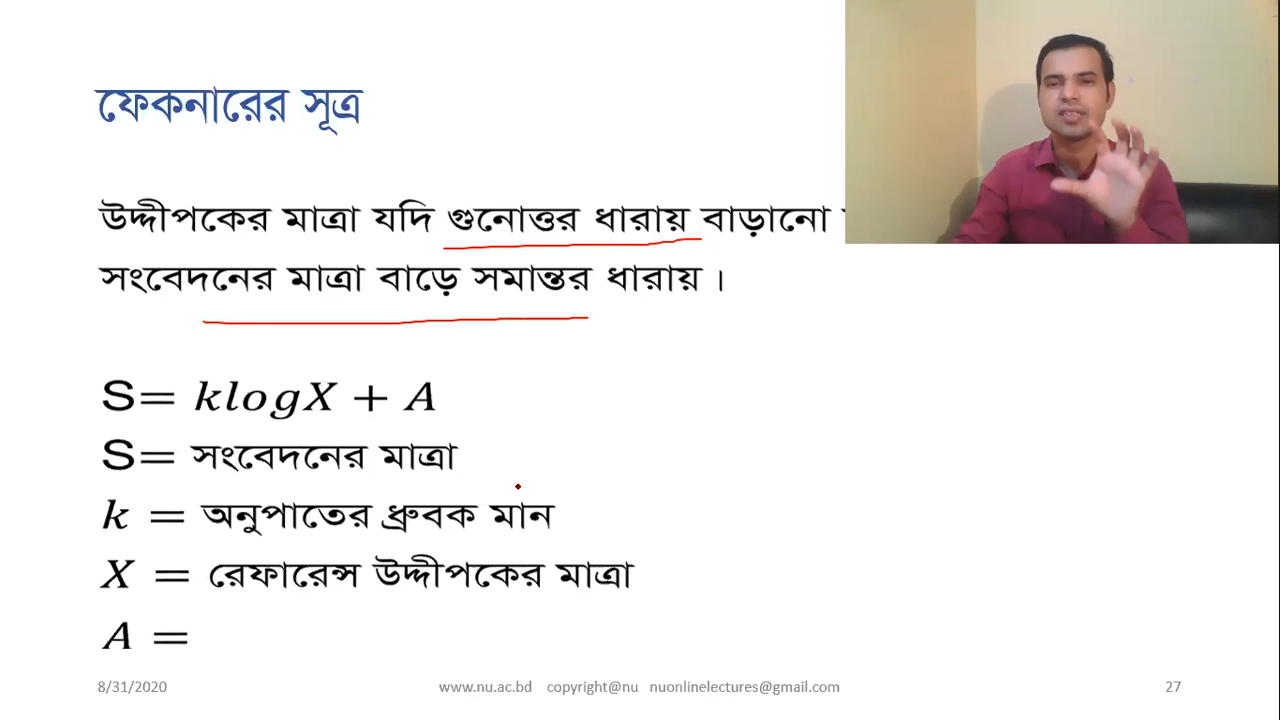 ফেকনারের সূত্র
উদ্দীপকের মাত্রা যদি গুনোত্তর ধারায় বাড়ানো
সংবেদনের মাত্রা বাড়ে সমান্তর ধারায় ।
S= klogX + A
S= সংবেদনের মাত্রা
k = অনুপাতের ধ্রুবক মান
X = রেফারেন্স উদ্দীপকের মাত্রা
A =
8/31/2020 www.nu.ac.bd copyright@nu nuonlinelectures@gmail.com 27